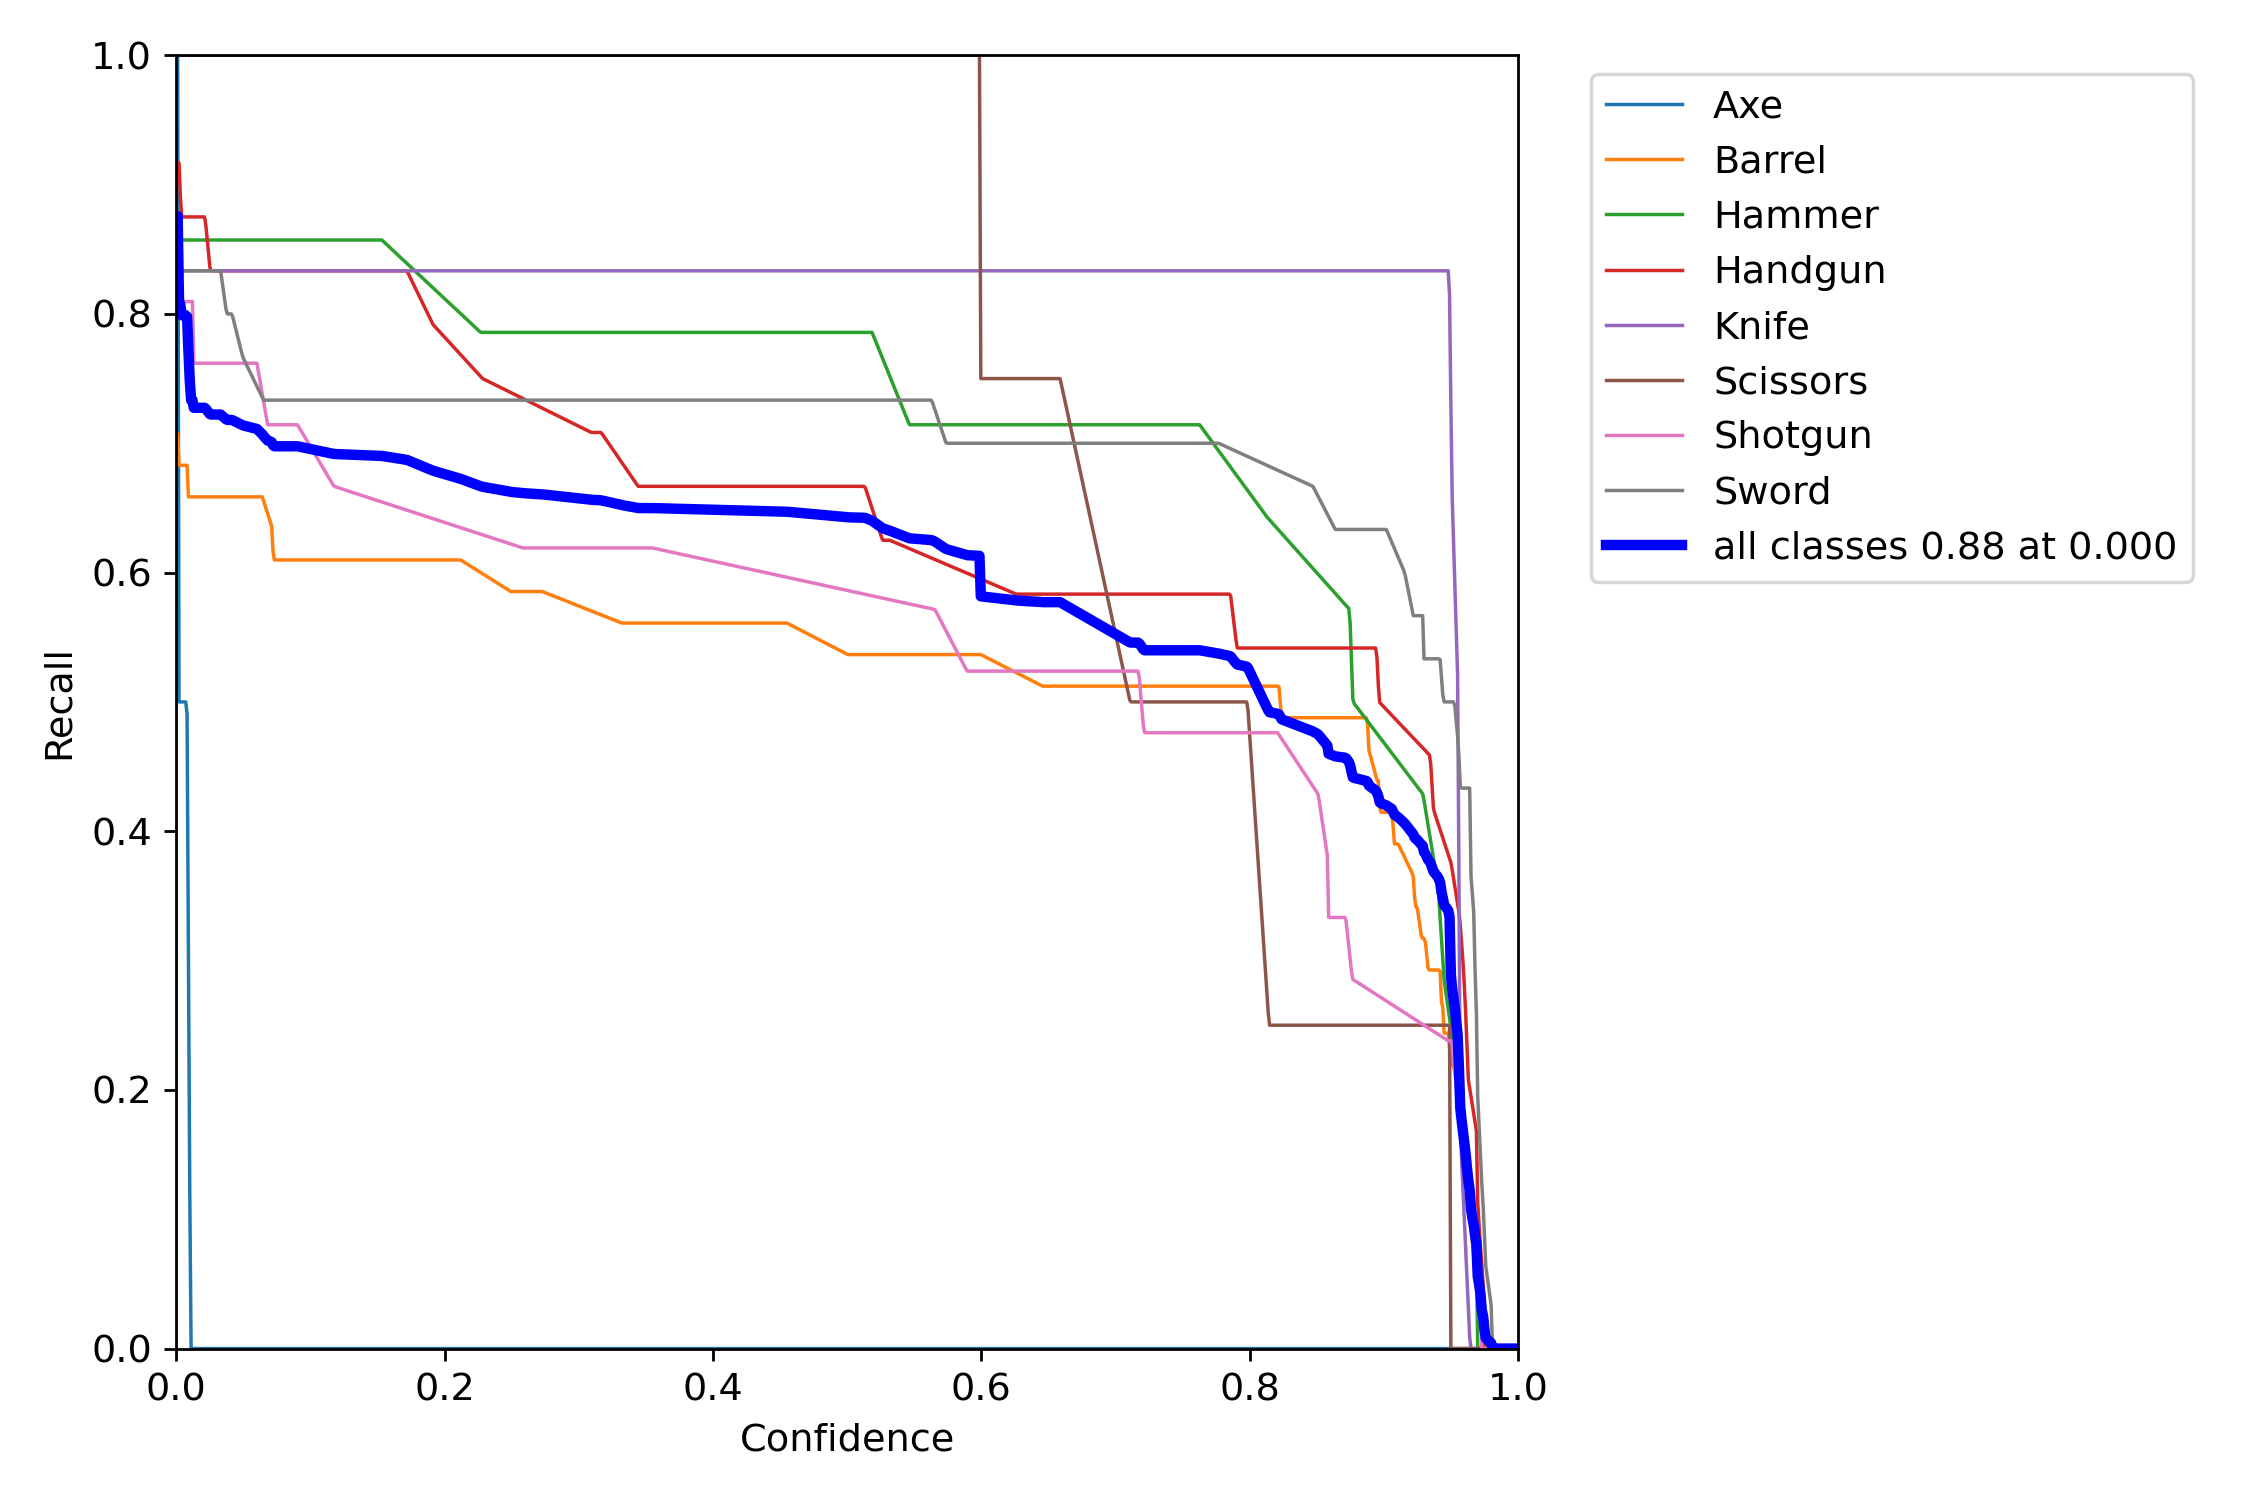 1.0
0.8
0.6
0.4
0.2
0.0
Recall
0.0 0.2 0.4 0.6 0.8 1.0
Confidence
Axe
Barrel
Hammer
Handgun
Knife
Scissors
Shotgun
Sword
all classes 0.88 at 0.000